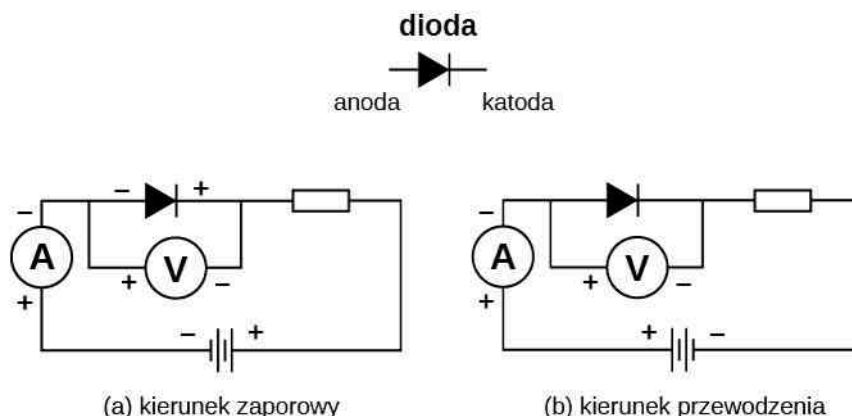 dioda
anoda katoda
– +
– A + + V –
– +
(a) kierunek zaporowy
– A + + V –
+ –
(b) kierunek przewodzenia